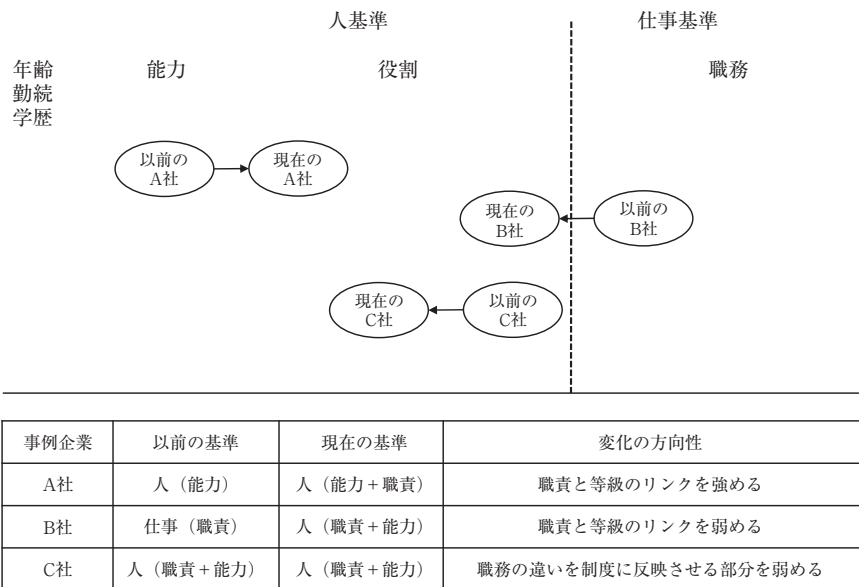 人基準
仕事基準
年齢
勤続
学歴
能力
役割
職務
以前の
A社
現在の
A社
現在の
B社
以前の
B社
現在の
C社
以前の
C社
事例企業 以前の基準 現在の基準 変化の方向性
A社 人（能力） 人（能力+職責） 職責と等級のリンクを強める
B社 仕事（職責） 人（職責+能力） 職責と等級のリンクを弱める
C社 人（職責+能力） 人（職責+能力） 職務の違いを制度に反映させる部分を弱める